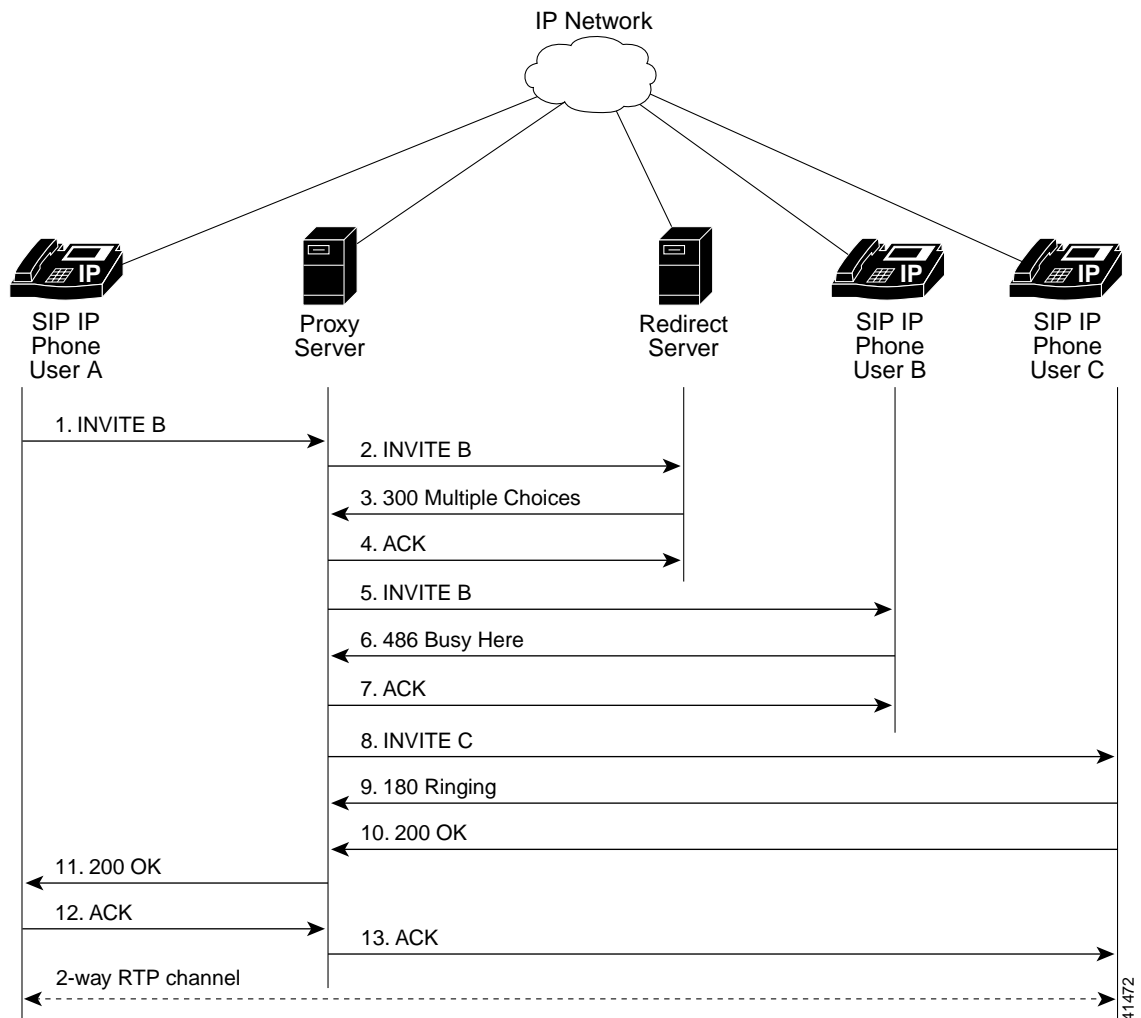 IP Network
IP
IP
IP
SIP IP
Phone
User A
Proxy
Server
Redirect
Server
SIP IP
Phone
User B
SIP IP
Phone
User C
1. INVITE B
2. INVITE B
3. 300 Multiple Choices
4. ACK
5. INVITE B
6. 486 Busy Here
7. ACK
8. INVITE C
9. 180 Ringing
10. 200 OK
11. 200 OK
12. ACK
13. ACK
2-way RTP channel
41472